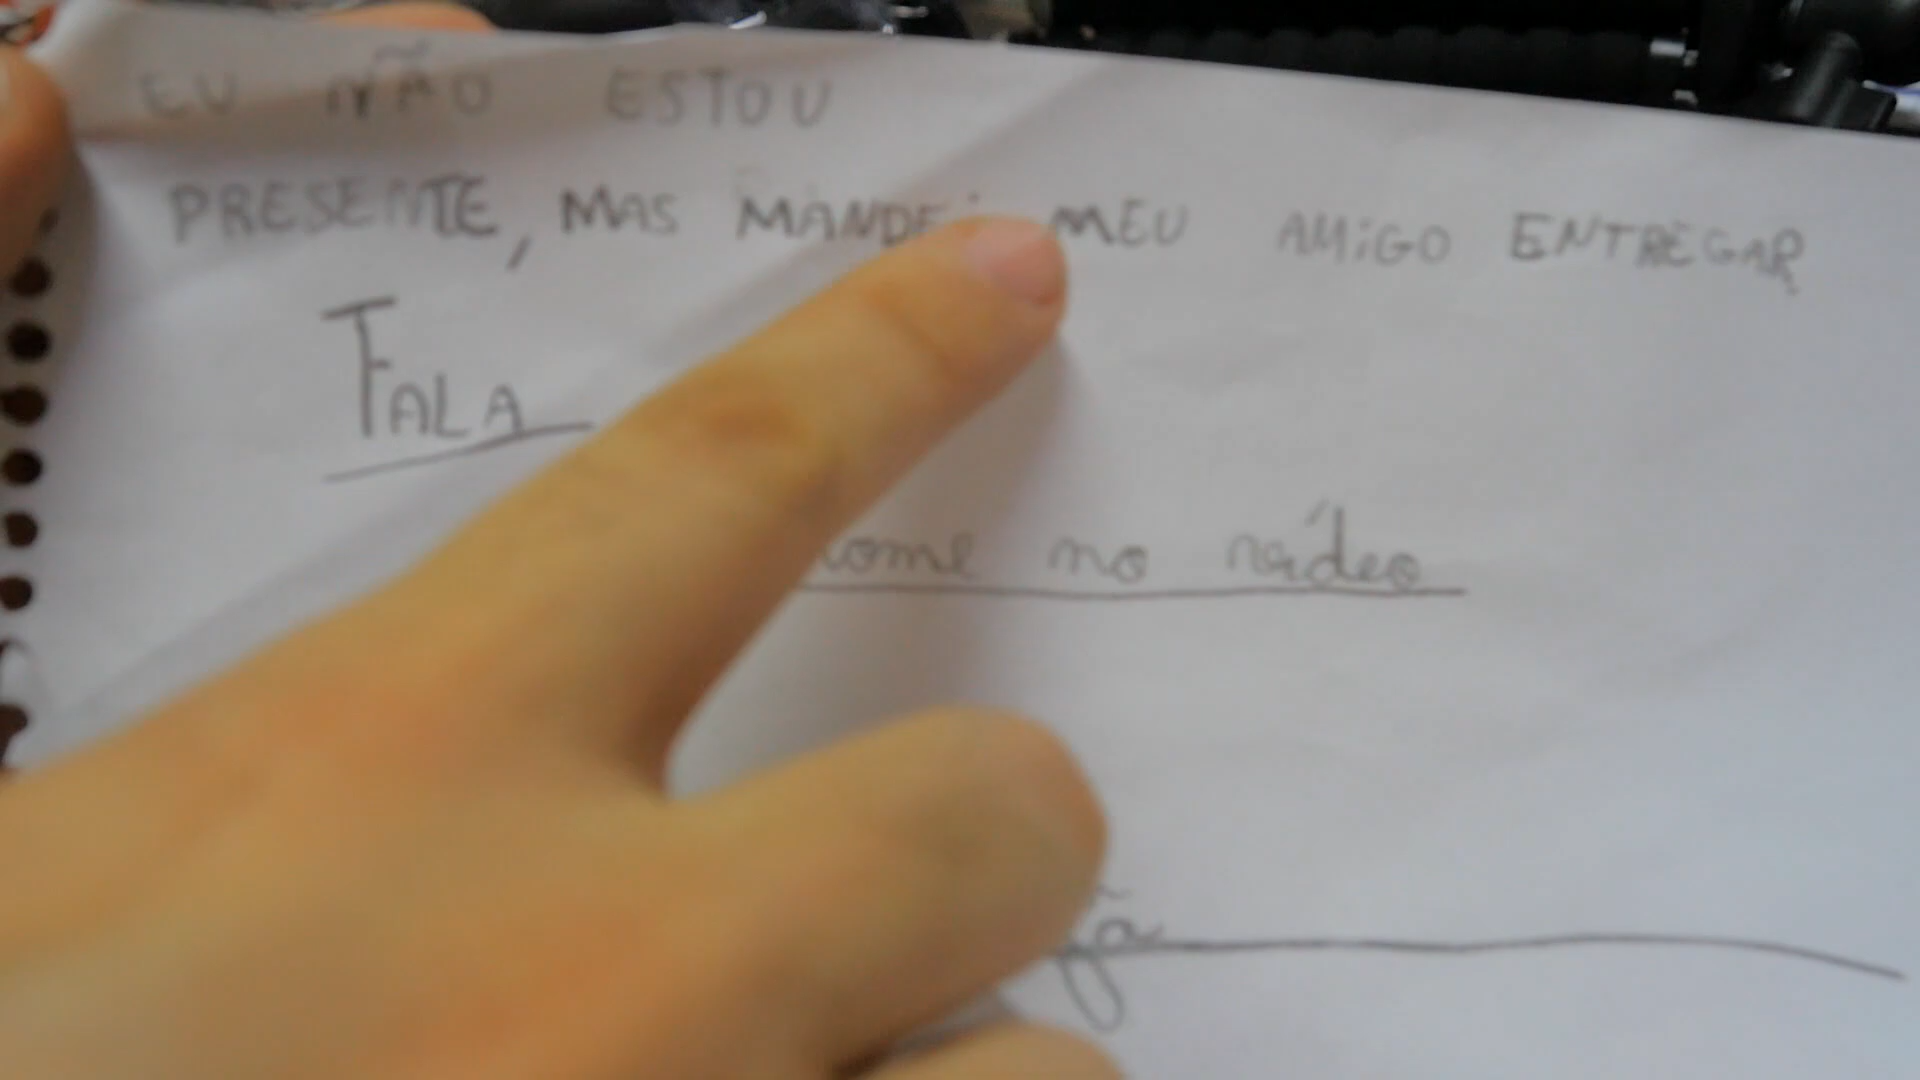 EU NÃO ESTOU
PRESENTE, MAS MANDEI MEU AMIGO ENTREGAR
FALA
nome no vídeo